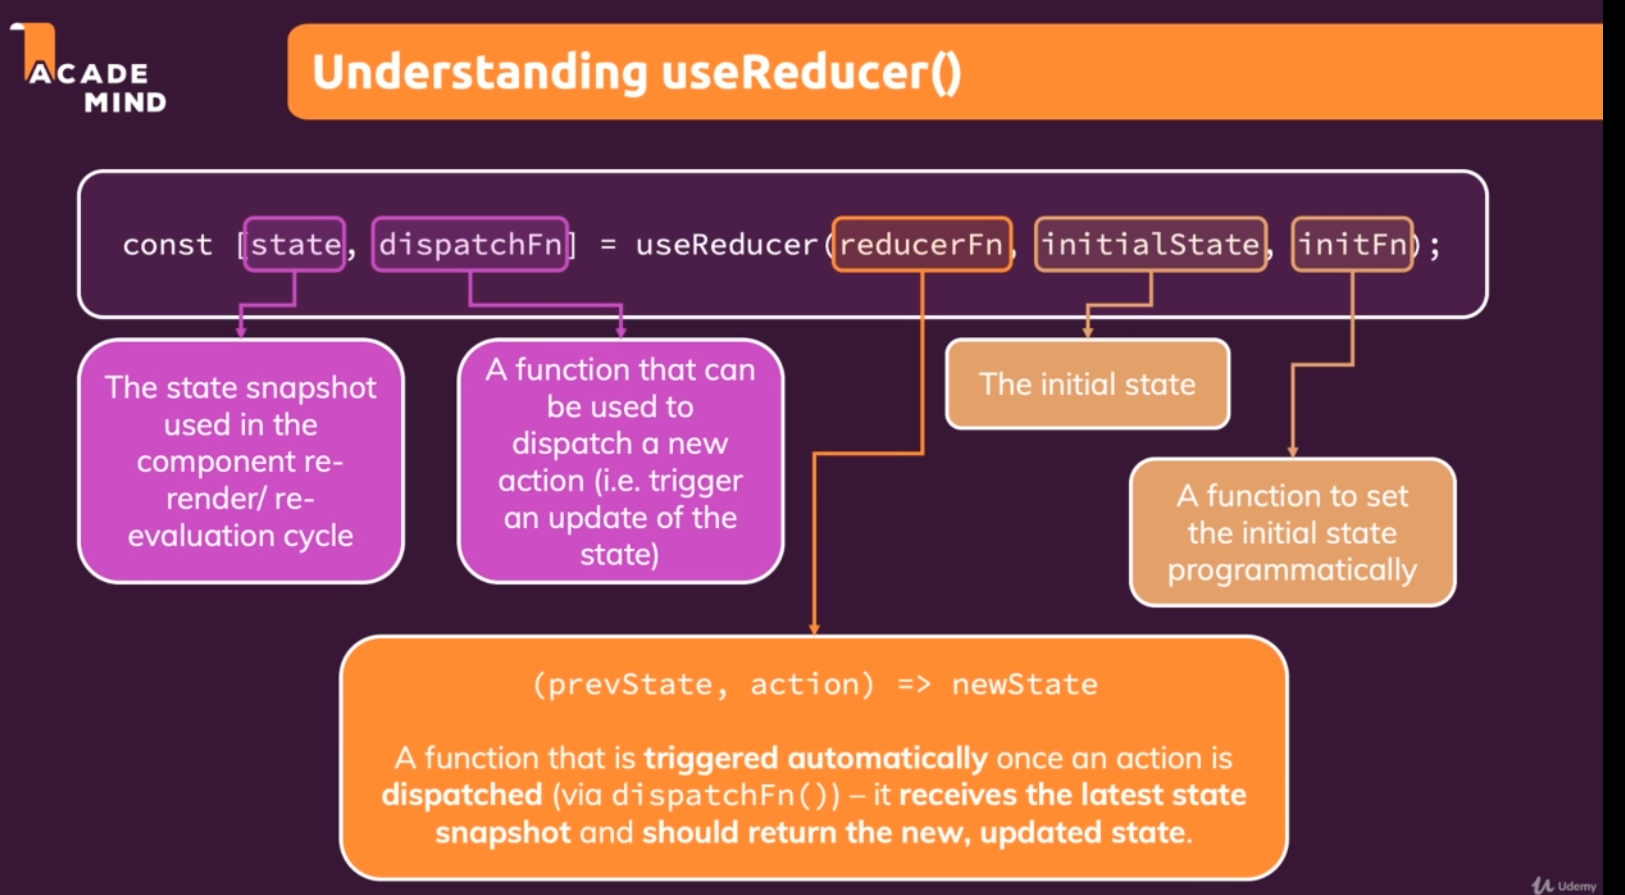 ACADE
MIND
Understanding useReducer()
const [state, dispatchFn] = useReducer(reducerFn, initialState, initFn);
The state snapshot
used in the
component re-
render/ re-
evaluation cycle
A function that can
be used to
dispatch a new
action (i.e. trigger
an update of the
state)
The initial state
A function to set
the initial state
programmatically
(prevState, action) => newState
A function that is triggered automatically once an action is
dispatched (via dispatchFn()) – it receives the latest state
snapshot and should return the new, updated state.
Udemy